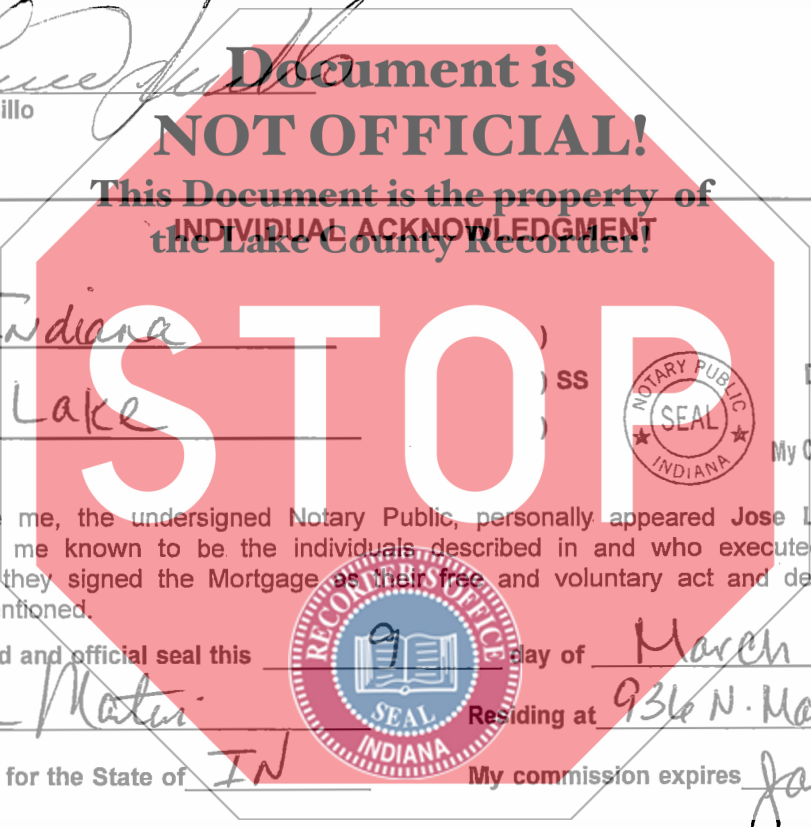 Document is
illo
NOT OFFICIAL!
This Document is the property of
INDIVIDUAL ACKNOWLEDGMENT
the Lake County Recorder!
STOP
Indiana )
) SS
Lake )
NOTARY PUBLIC
SEAL
INDIANA
My C
me, the undersigned Notary Public, personally appeared Jose L
me known to be the individuals described in and who execute
they signed the Mortgage as their free and voluntary act and de
ntioned.
RECORDER'S OFFICE
SEAL
INDIANA
d and official seal this 9 day of March
Residing at 936 N. Ma
for the State of IN My commission expires Ja